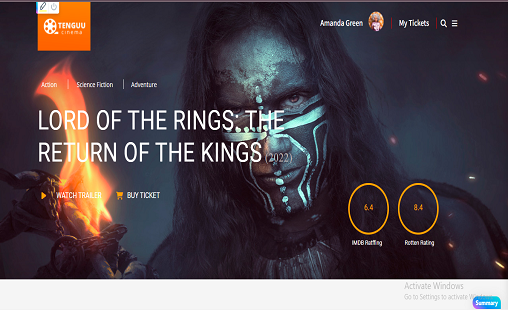 TENGUU
cinema
Amanda Green
My Tickets
Action
Science Fiction
Adventure
LORD OF THE RINGS: THE
RETURN OF THE KINGS (2022)
WATCH TRAILER
BUY TICKET
6.4
8.4
IMDB Ratting
Rotten Rating
Activate Windows
Go to Settings to activate Windows.
Summary